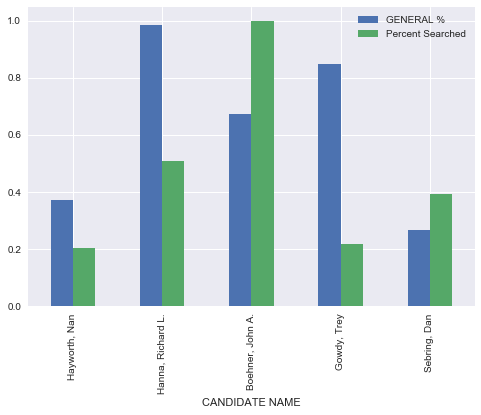 GENERAL %
Percent Searched
1.0
0.8
0.6
0.4
0.2
0.0
Hayworth, Nan
Hanna, Richard L.
Boehner, John A.
Gowdy, Trey
Sebring, Dan
CANDIDATE NAME